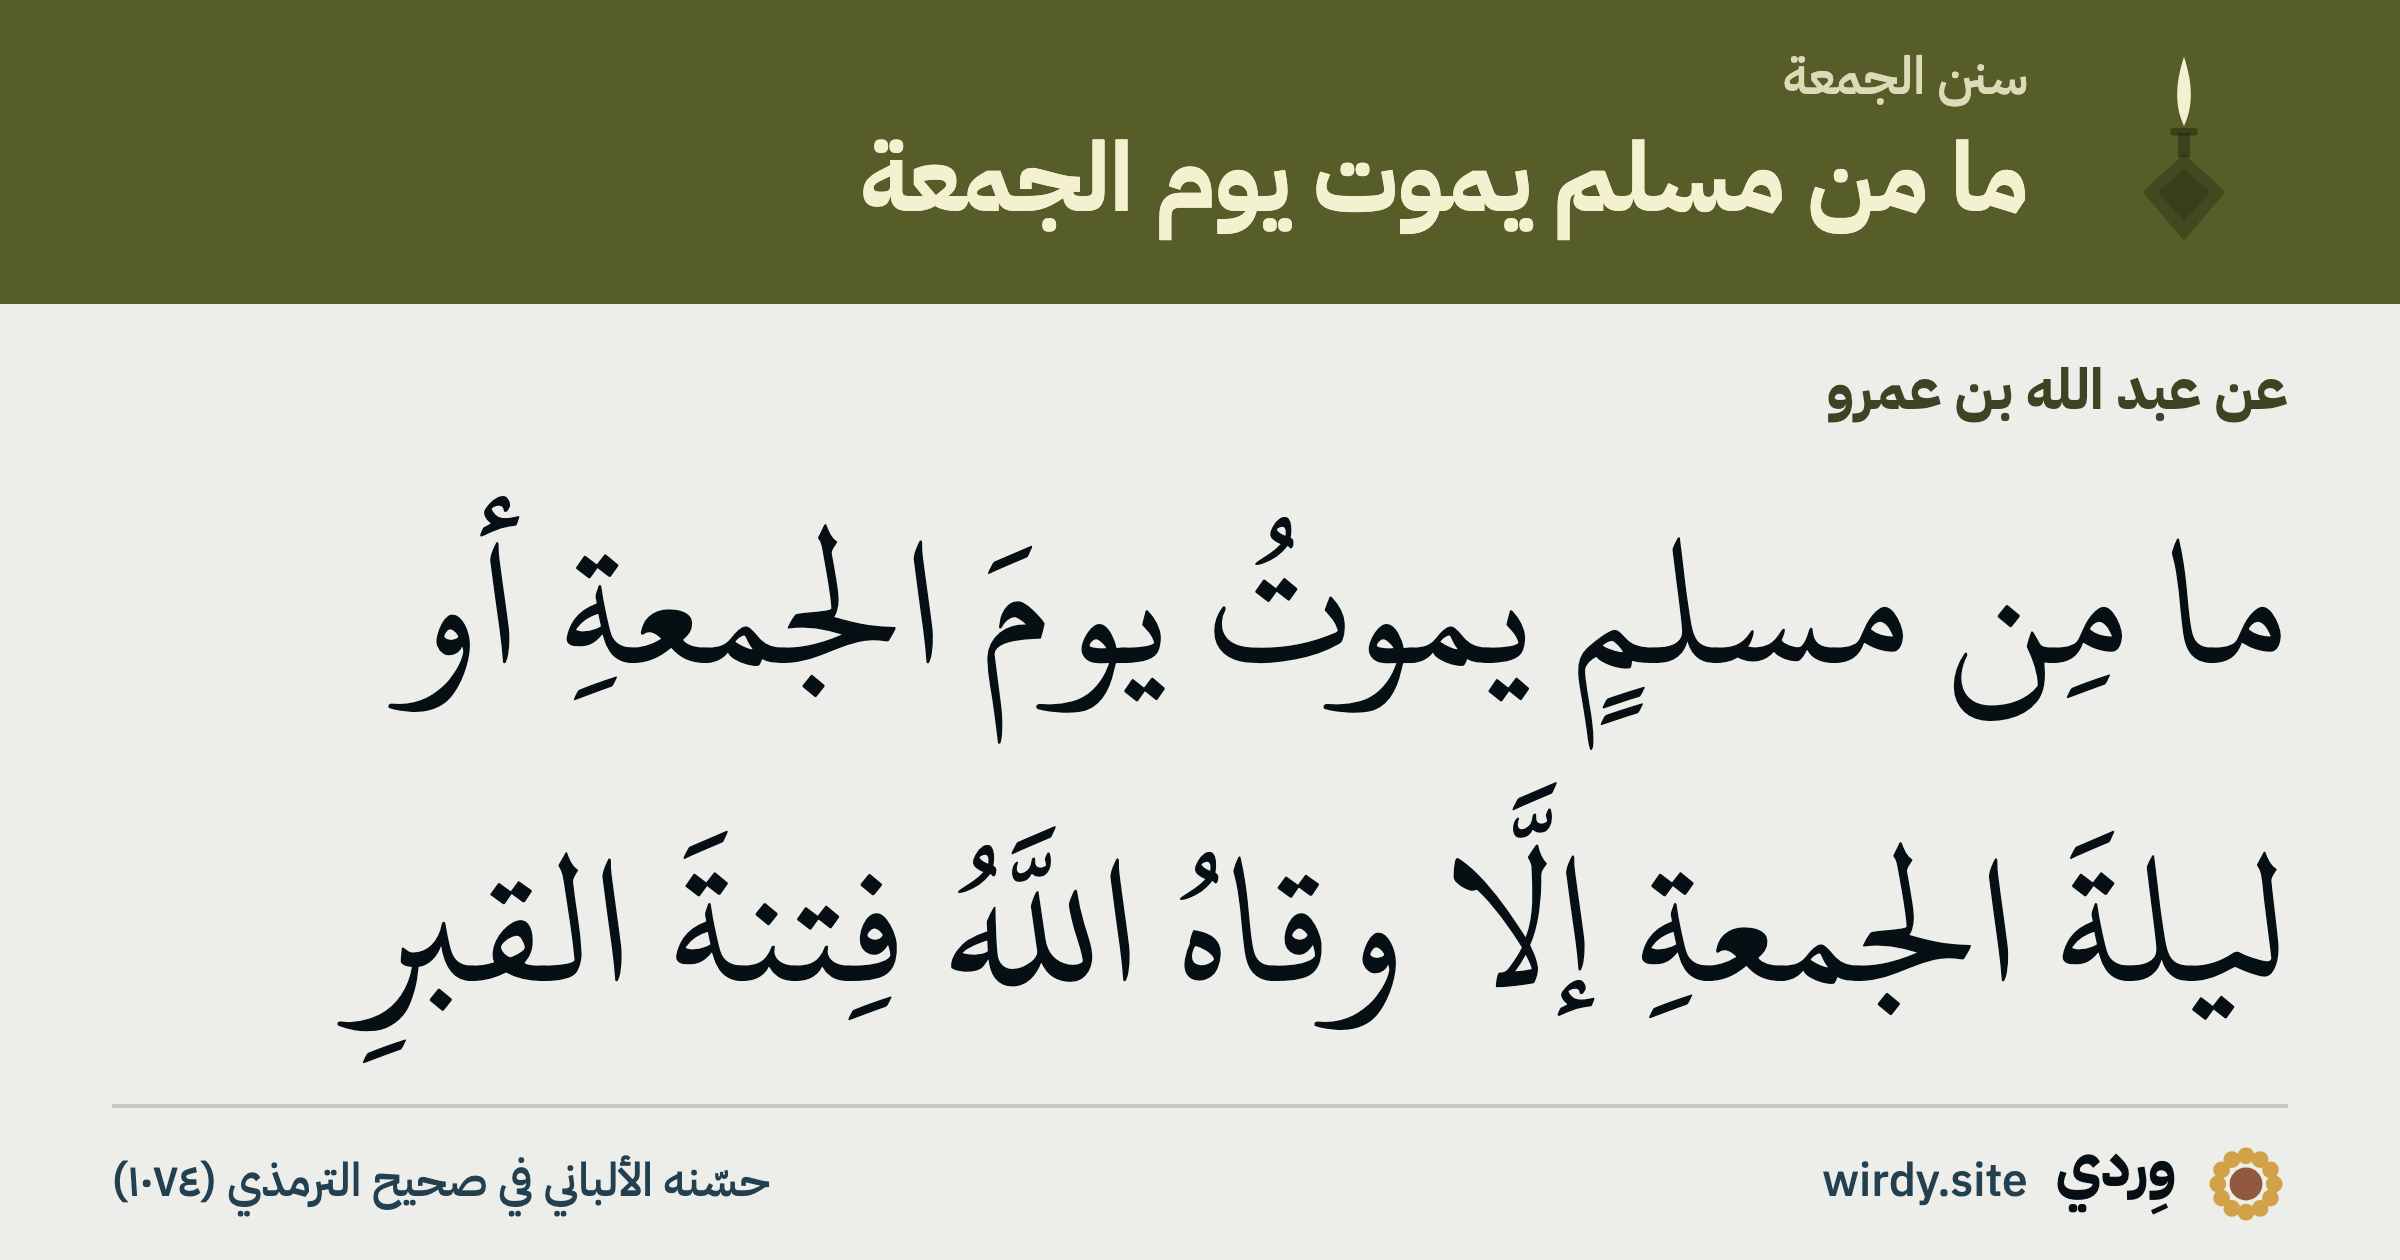 سنن الجمعة
ما من مسلم يموت يوم الجمعة
عن عبد الله بن عمرو
ما مِن مسلمٍ يموتُ يومَ الجمعةِ أو
ليلةَ الجمعةِ إلَّا وقاهُ اللَّهُ فِتنةَ القبرِ
وِردي wirdy.site
حسّنه الألباني في صحيح الترمذي (١٠٧٤)